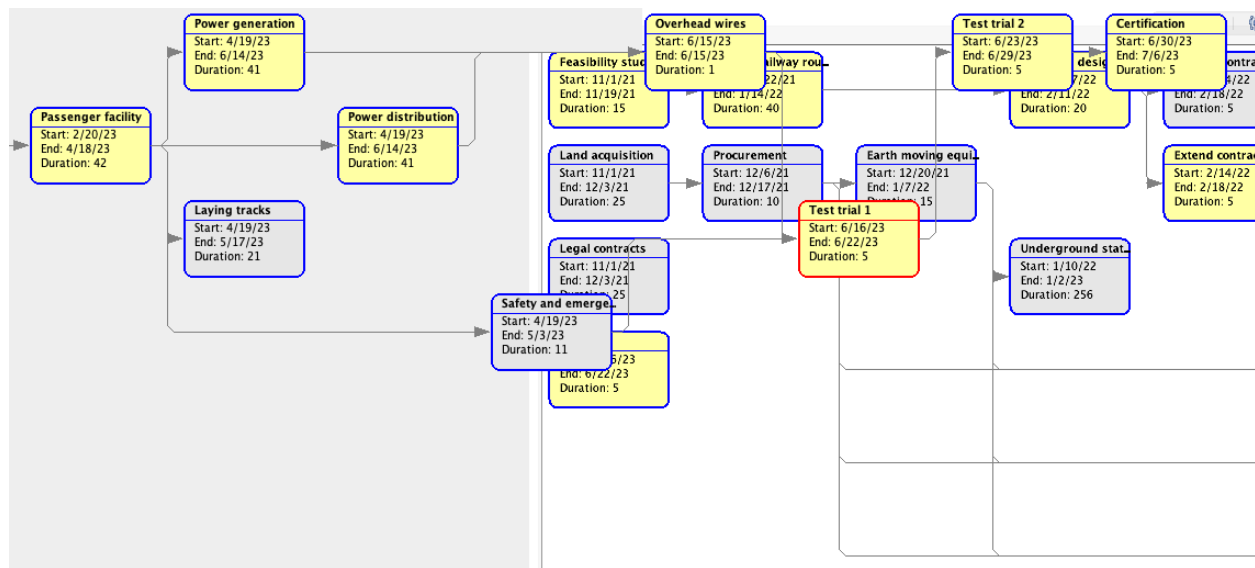 Power generation
Start: 4/19/23
End: 6/14/23
Duration: 41
Overhead wires
Start: 6/15/23
End: 6/15/23
Duration: 1
Test trial 2
Start: 6/23/23
End: 6/29/23
Duration: 5
Certification
Start: 6/30/23
End: 7/6/23
Duration: 5
Feasibility
Start: 11/1/21
End: 11/19/21
Duration: 15
End: 1/14/22
Duration: 40
End: 2/11/22
Duration: 20
End: 2/18/22
Duration: 5
Passenger facility
Start: 2/20/23
End: 4/18/23
Duration: 42
Power distribution
Start: 4/19/23
End: 6/14/23
Duration: 41
Land acquisition
Start: 11/1/21
End: 12/3/21
Duration: 25
Procurement
Start: 12/6/21
End: 12/17/21
Duration: 10
Earth moving equi...
Start: 12/20/21
End: 1/7/22
Duration: 15
Extend contrac
Start: 2/14/22
End: 2/18/22
Duration: 5
Laying tracks
Start: 4/19/23
End: 5/17/23
Duration: 21
Test trial 1
Start: 6/16/23
End: 6/22/23
Duration: 5
Legal contracts
Start: 11/1/21
End: 12/3/21
25
Underground stat...
Start: 1/10/22
End: 1/2/23
Duration: 256
Safety and emerge...
Start: 4/19/23
End: 5/3/23
Duration: 11
End: 6/22/23
Duration: 5